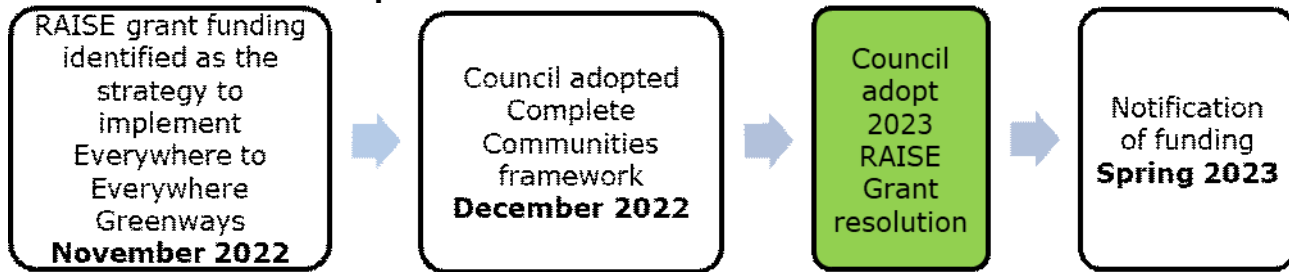 RAISE grant funding
identified as the
strategy to
implement
Everywhere to
Everywhere
Greenways
November 2022
Council adopted
Complete
Communities
framework
December 2022
Council
adopt
2023
RAISE
Grant
resolution
Notification
of funding
Spring 2023